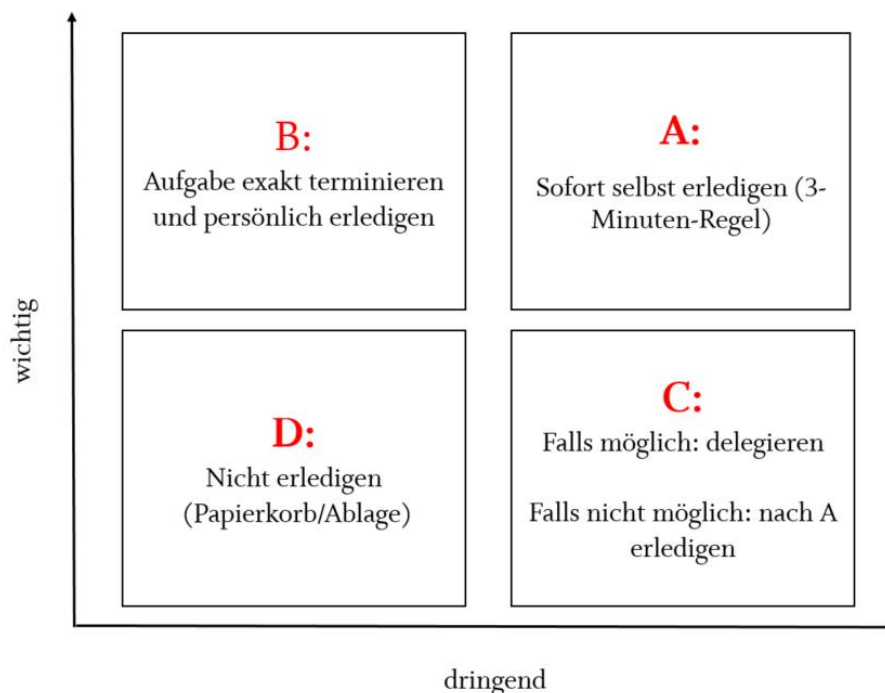 B:
Aufgabe exakt terminieren
und persönlich erledigen
A:
Sofort selbst erledigen (3-
Minuten-Regel)
wichtig
D:
Nicht erledigen
(Papierkorb/Ablage)
C:
Falls möglich: delegieren
Falls nicht möglich: nach A
erledigen
dringend